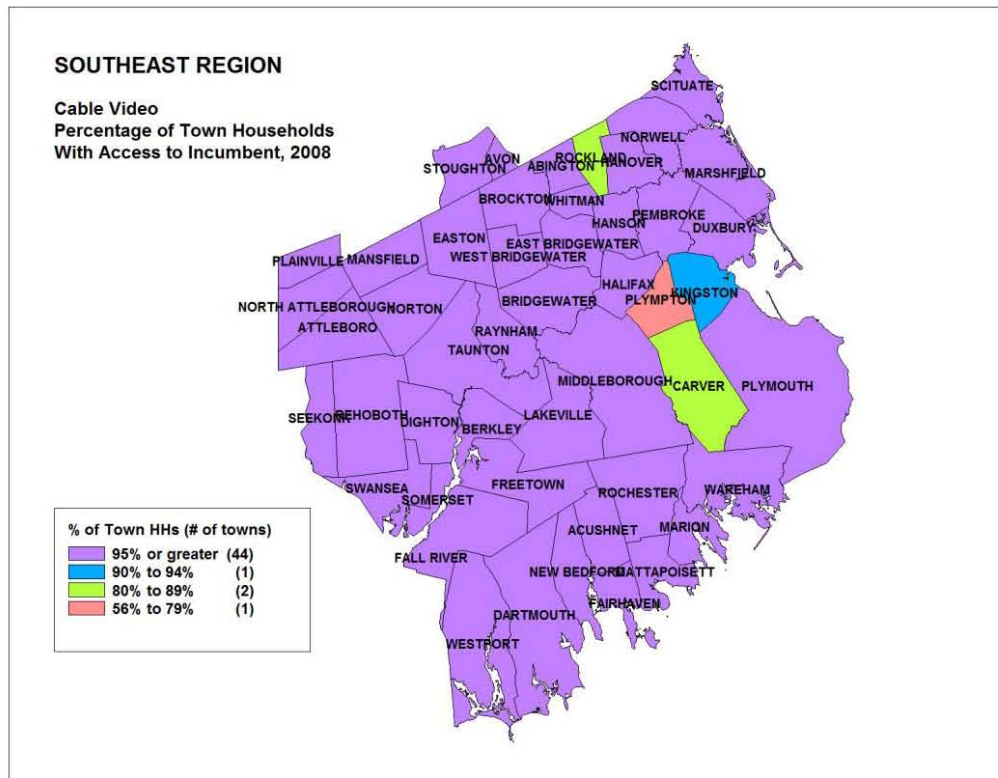 SOUTHEAST REGION
Cable Video
Percentage of Town Households
With Access to Incumbent, 2008
SCITUATE
NORWELL
ROCKLAND
HANOVER
AVON
ABINGTON
STOUGHTON
MARSHFIELD
BROCKTON
WHITMAN
PEMBROKE
HANSON
DUXBURY
EASTON
EAST BRIDGEWATER
WEST BRIDGEWATER
PLAINVILLE
MANSFIELD
HALIFAX
KINGSTON
PLYMPTON
BRIDGEWATER
NORTH ATTLEBOROUGH
NORTON
ATTLEBORO
RAYNHAM
TAUNTON
MIDDLEBOROUGH
CARVER
PLYMOUTH
SEEKONK
REHOBOTH
DIGHTON
BERKLEY
LAKEVILLE
SWANSEA
SOMERSET
FREETOWN
ROCHESTER
WAREHAM
ACUSHNET
MARION
FALL RIVER
NEW BEDFORD
MATTAPOISETT
FAIRHAVEN
DARTMOUTH
WESTPORT
% of Town HHs (# of towns)
95% or greater (44)
90% to 94% (1)
80% to 89% (2)
56% to 79% (1)